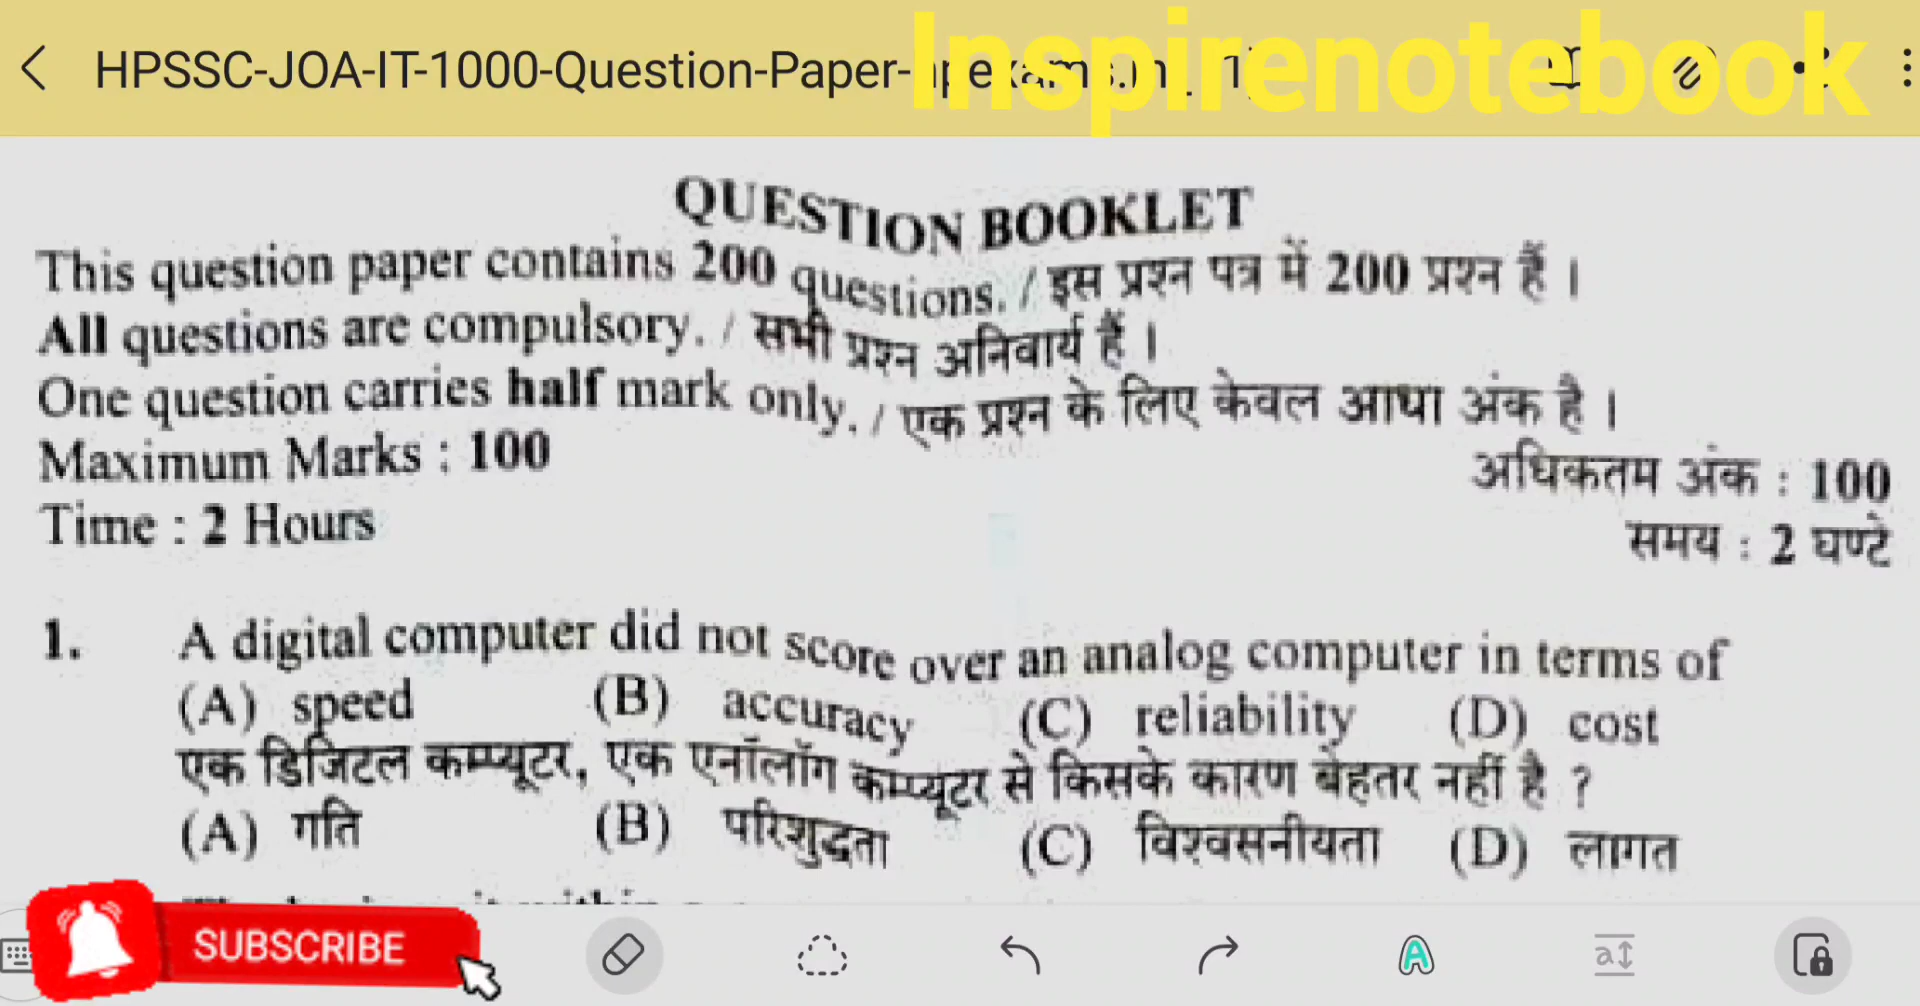 HPSSC-JOA-IT-1000-Question-Paper-
Inspirenotebook
QUESTION BOOKLET
This question paper contains 200 questions. / इस प्रश्न पत्र में 200 प्रश्न हैं ।
All questions are compulsory. / सभी प्रश्न अनिवार्य हैं ।
One question carries half mark only. / एक प्रश्न के लिए केवल आधा अंक है ।
Maximum Marks : 100
अधिकतम अंक : 100
Time : 2 Hours
समय : 2 घण्टे
1. A digital computer did not score over an analog computer in terms of
(A) speed (B) accuracy (C) reliability (D) cost
एक डिजिटल कम्प्यूटर, एक एनॉलॉग कम्प्यूटर से किसके कारण बेहतर नहीं है ?
(A) गति (B) परिशुद्धता (C) विश्वसनीयता (D) लागत
SUBSCRIBE